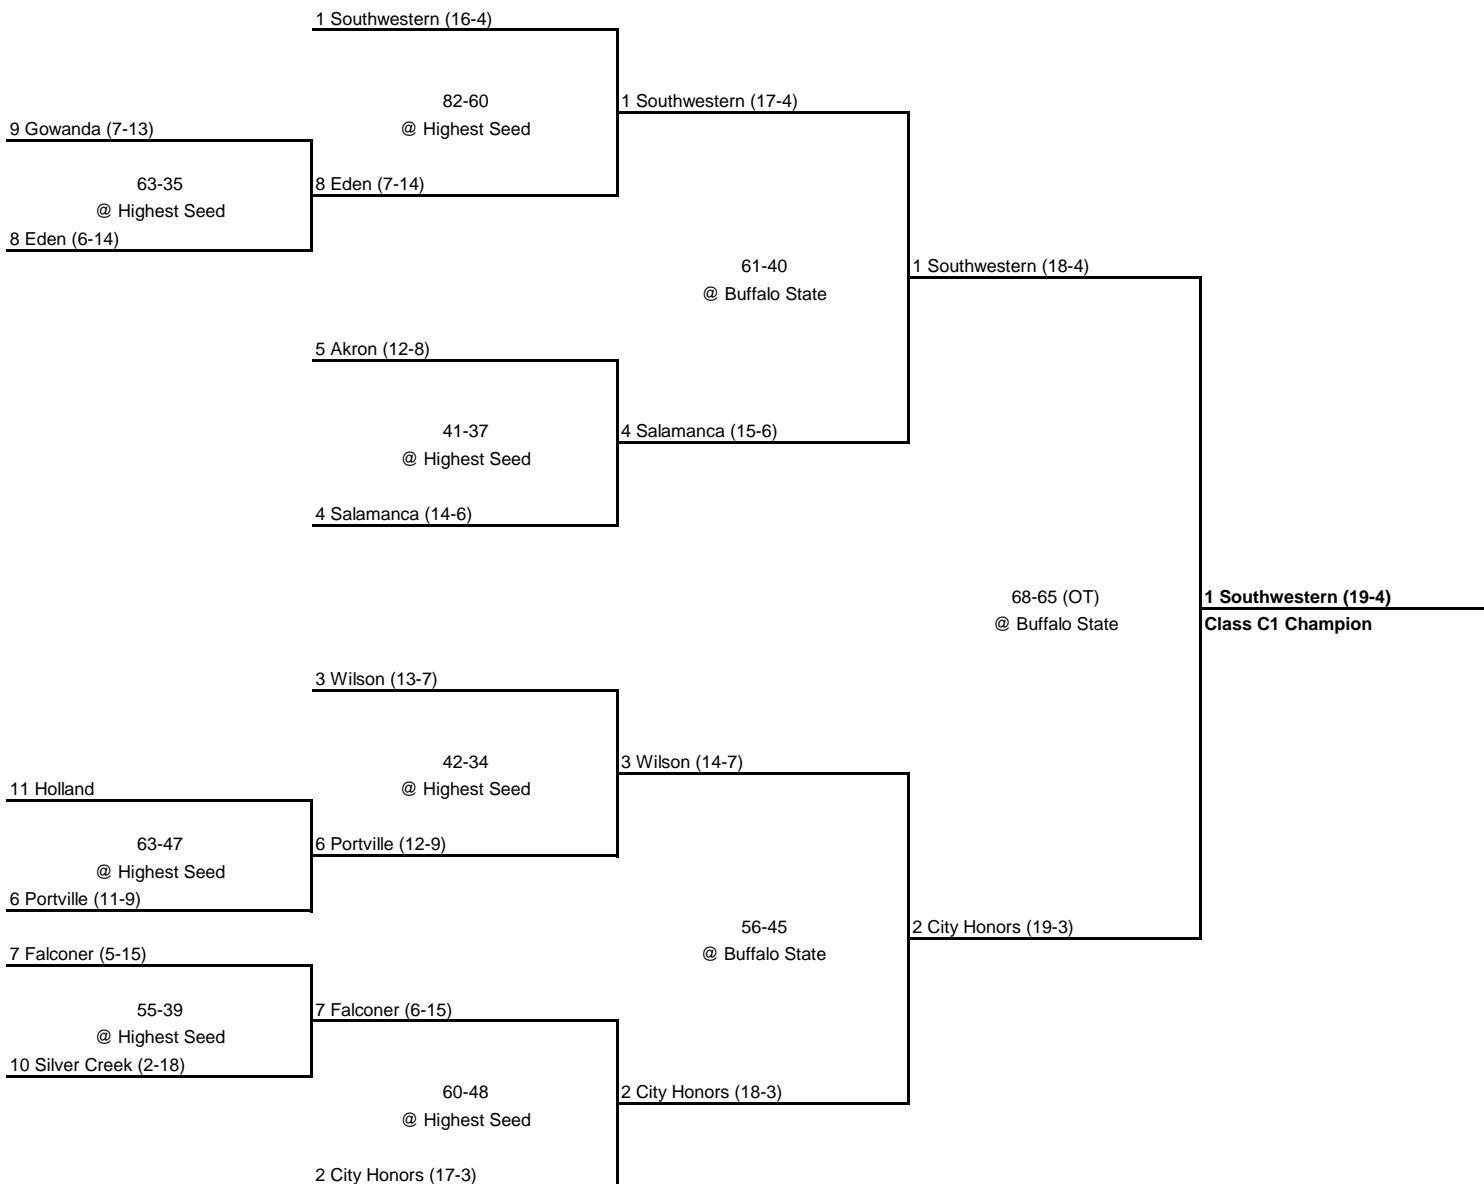 1 Southwestern (16-4)
82-60
@ Highest Seed
1 Southwestern (17-4)
9 Gowanda (7-13)
63-35
@ Highest Seed
8 Eden (7-14)
8 Eden (6-14)
61-40
@ Buffalo State
1 Southwestern (18-4)
5 Akron (12-8)
41-37
@ Highest Seed
4 Salamanca (15-6)
4 Salamanca (14-6)
68-65 (OT)
@ Buffalo State
1 Southwestern (19-4)
Class C1 Champion
3 Wilson (13-7)
42-34
@ Highest Seed
3 Wilson (14-7)
11 Holland
63-47
@ Highest Seed
6 Portville (12-9)
6 Portville (11-9)
56-45
@ Buffalo State
2 City Honors (19-3)
7 Falconer (5-15)
55-39
@ Highest Seed
7 Falconer (6-15)
10 Silver Creek (2-18)
60-48
@ Highest Seed
2 City Honors (18-3)
2 City Honors (17-3)